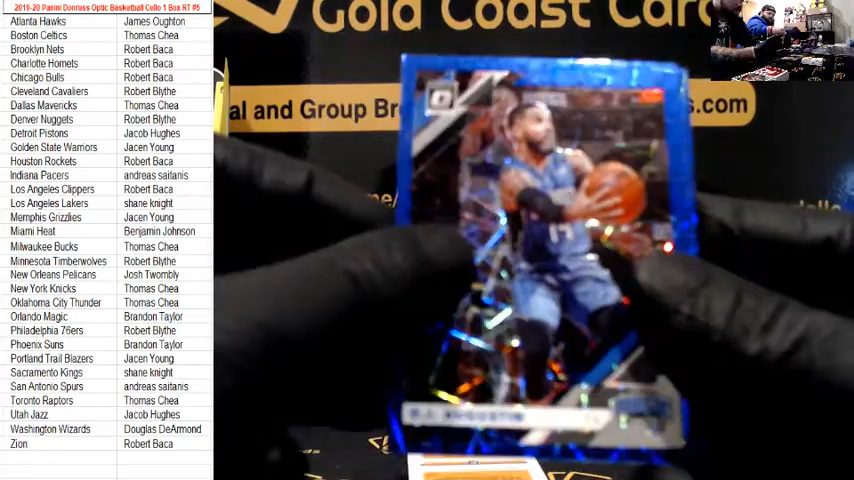 2019-20 Panini Donruss Optic Basketball Cello 1 Box RT #5
Atlanta Hawks James Oughton
Boston Celtics Thomas Chea
Brooklyn Nets Robert Baca
Charlotte Hornets Robert Baca
Chicago Bulls Robert Baca
Cleveland Cavaliers Robert Blythe
Dallas Mavericks Thomas Chea
Denver Nuggets Robert Blythe
Detroit Pistons Jacob Hughes
Golden State Warriors Jacen Young
Houston Rockets Robert Baca
Indiana Pacers andreas saitanis
Los Angeles Clippers Robert Baca
Los Angeles Lakers shane knight
Memphis Grizzlies Jacen Young
Miami Heat Benjamin Johnson
Milwaukee Bucks Thomas Chea
Minnesota Timberwolves Robert Blythe
New Orleans Pelicans Josh Twombly
New York Knicks Thomas Chea
Oklahoma City Thunder Thomas Chea
Orlando Magic Brandon Taylor
Philadelphia 76ers Robert Blythe
Phoenix Suns Brandon Taylor
Portland Trail Blazers Jacen Young
Sacramento Kings shane knight
San Antonio Spurs andreas saitanis
Toronto Raptors Thomas Chea
Utah Jazz Jacob Hughes
Washington Wizards Douglas DeArmond
Zion Robert Baca
Gold Coast Car
al and Group Br
s.com
14
D.J. AUGUSTIN